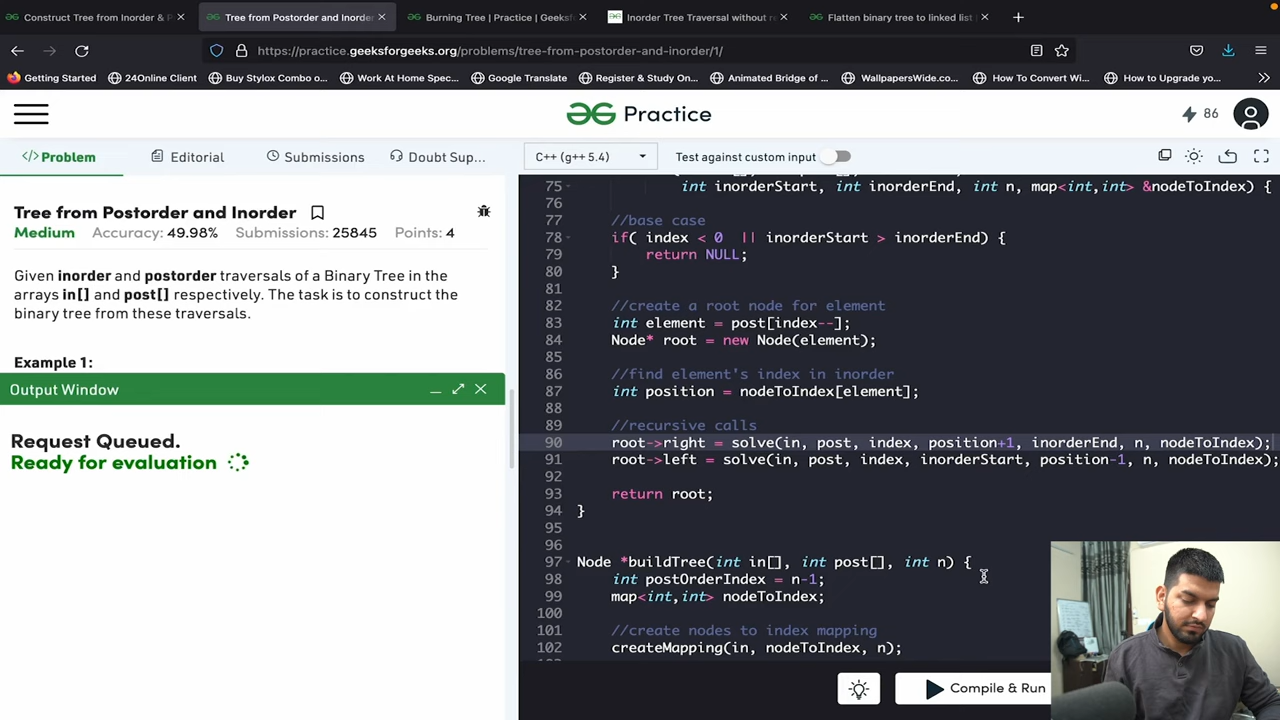 Construct Tree from Inorder & P
Tree from Postorder and Inorder
Burning Tree | Practice | Geeksf
Inorder Tree Traversal without r
Flatten binary tree to linked list
https://practice.geeksforgeeks.org/problems/tree-from-postorder-and-inorder/1/
Getting Started
24Online Client
Buy Stylox Combo o...
Work At Home Spec...
Google Translate
Register & Study On...
Animated Bridge of ...
WallpapersWide.co...
How To Convert Wi...
How to Upgrade yo...
Practice
86
</> Problem
Editorial
Submissions
Doubt Sup...
C++ (g++ 5.4)
Test against custom input
Tree from Postorder and Inorder
Medium Accuracy: 49.98% Submissions: 25845 Points: 4
Given inorder and postorder traversals of a Binary Tree in the
arrays in[] and post[] respectively. The task is to construct the
binary tree from these traversals.
Example 1:
Output Window
Request Queued.
Ready for evaluation
75 int inorderStart, int inorderEnd, int n, map<int,int> &nodeToIndex) {
76
77 //base case
78 if( index < 0 || inorderStart > inorderEnd) {
79 return NULL;
80 }
81
82 //create a root node for element
83 int element = post[index--];
84 Node* root = new Node(element);
85
86 //find element's index in inorder
87 int position = nodeToIndex[element];
88
89 //recursive calls
90 root->right = solve(in, post, index, position+1, inorderEnd, n, nodeToIndex);
91 root->left = solve(in, post, index, inorderStart, position-1, n, nodeToIndex);
92
93 return root;
94 }
95
96
97 Node *buildTree(int in[], int post[], int n) {
98 int postOrderIndex = n-1;
99 map<int,int> nodeToIndex;
100
101 //create nodes to index mapping
102 createMapping(in, nodeToIndex, n);
Compile & Run